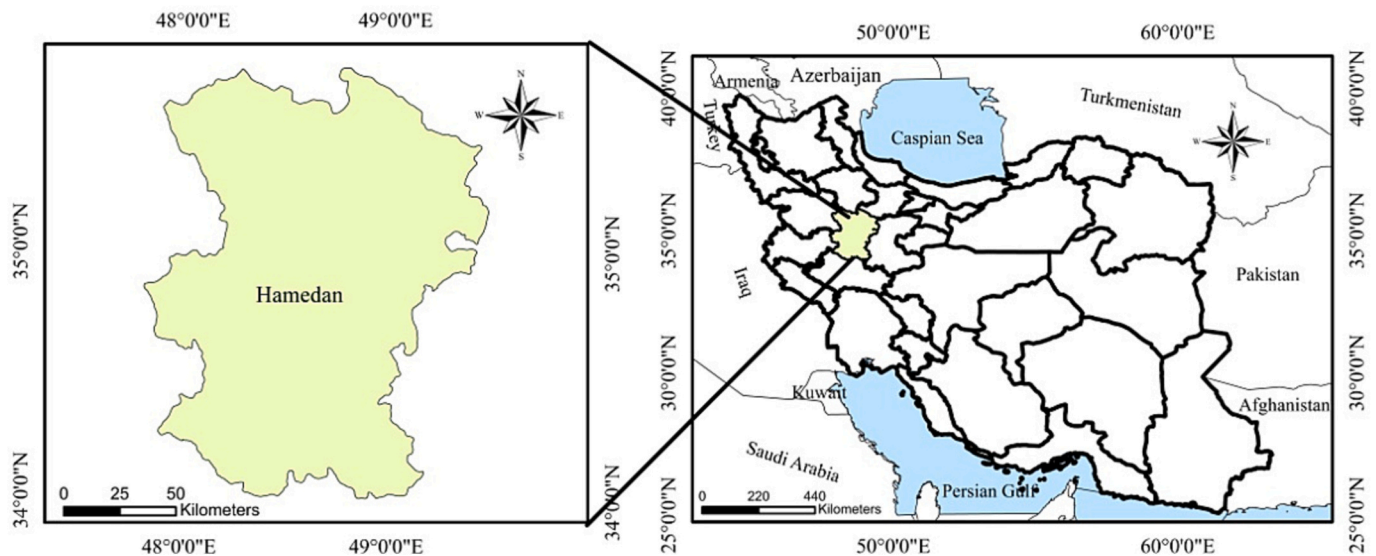 48°0'0"E
49°0'0"E
N
W
E
S
35°0'0"N
34°0'0"N
Hamedan
0
25
50
Kilometers
35°0'0"N
34°0'0"N
48°0'0"E
49°0'0"E
50°0'0"E
60°0'0"E
40°0'0"N
35°0'0"N
30°0'0"N
25°0'0"N
Armenia
Azerbaijan
Turkmenistan
Turkey
Caspian Sea
N
W
E
S
Iraq
Pakistan
Kuwait
Afghanistan
Saudi Arabia
Persian Gulf
0
220
440
Kilometers
40°0'0"N
35°0'0"N
30°0'0"N
25°0'0"N
50°0'0"E
60°0'0"E